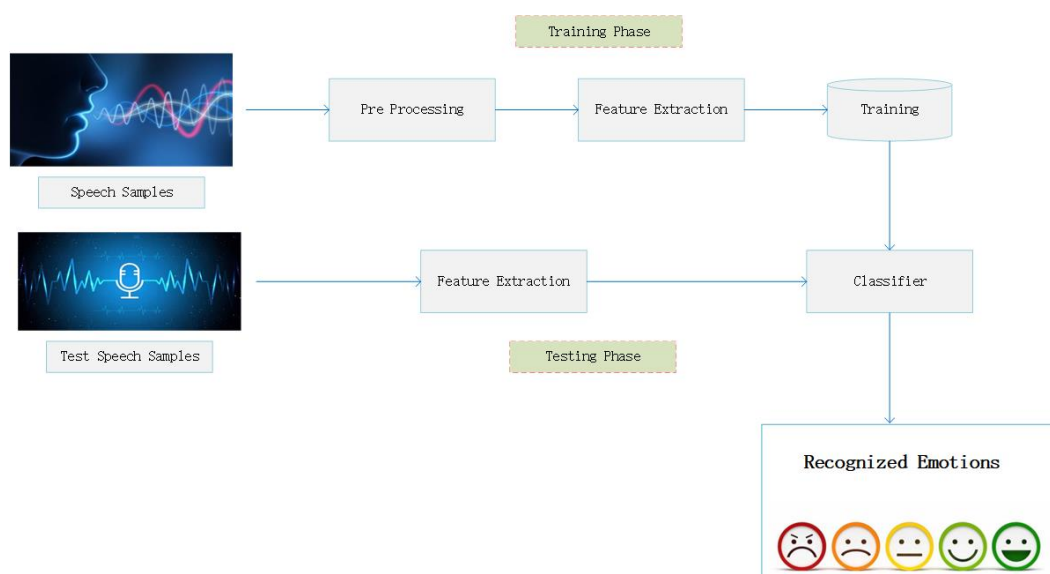 Training Phase
Pre Processing
Feature Extraction
Training
Speech Samples
Feature Extraction
Classifier
Test Speech Samples
Testing Phase
Recognized Emotions